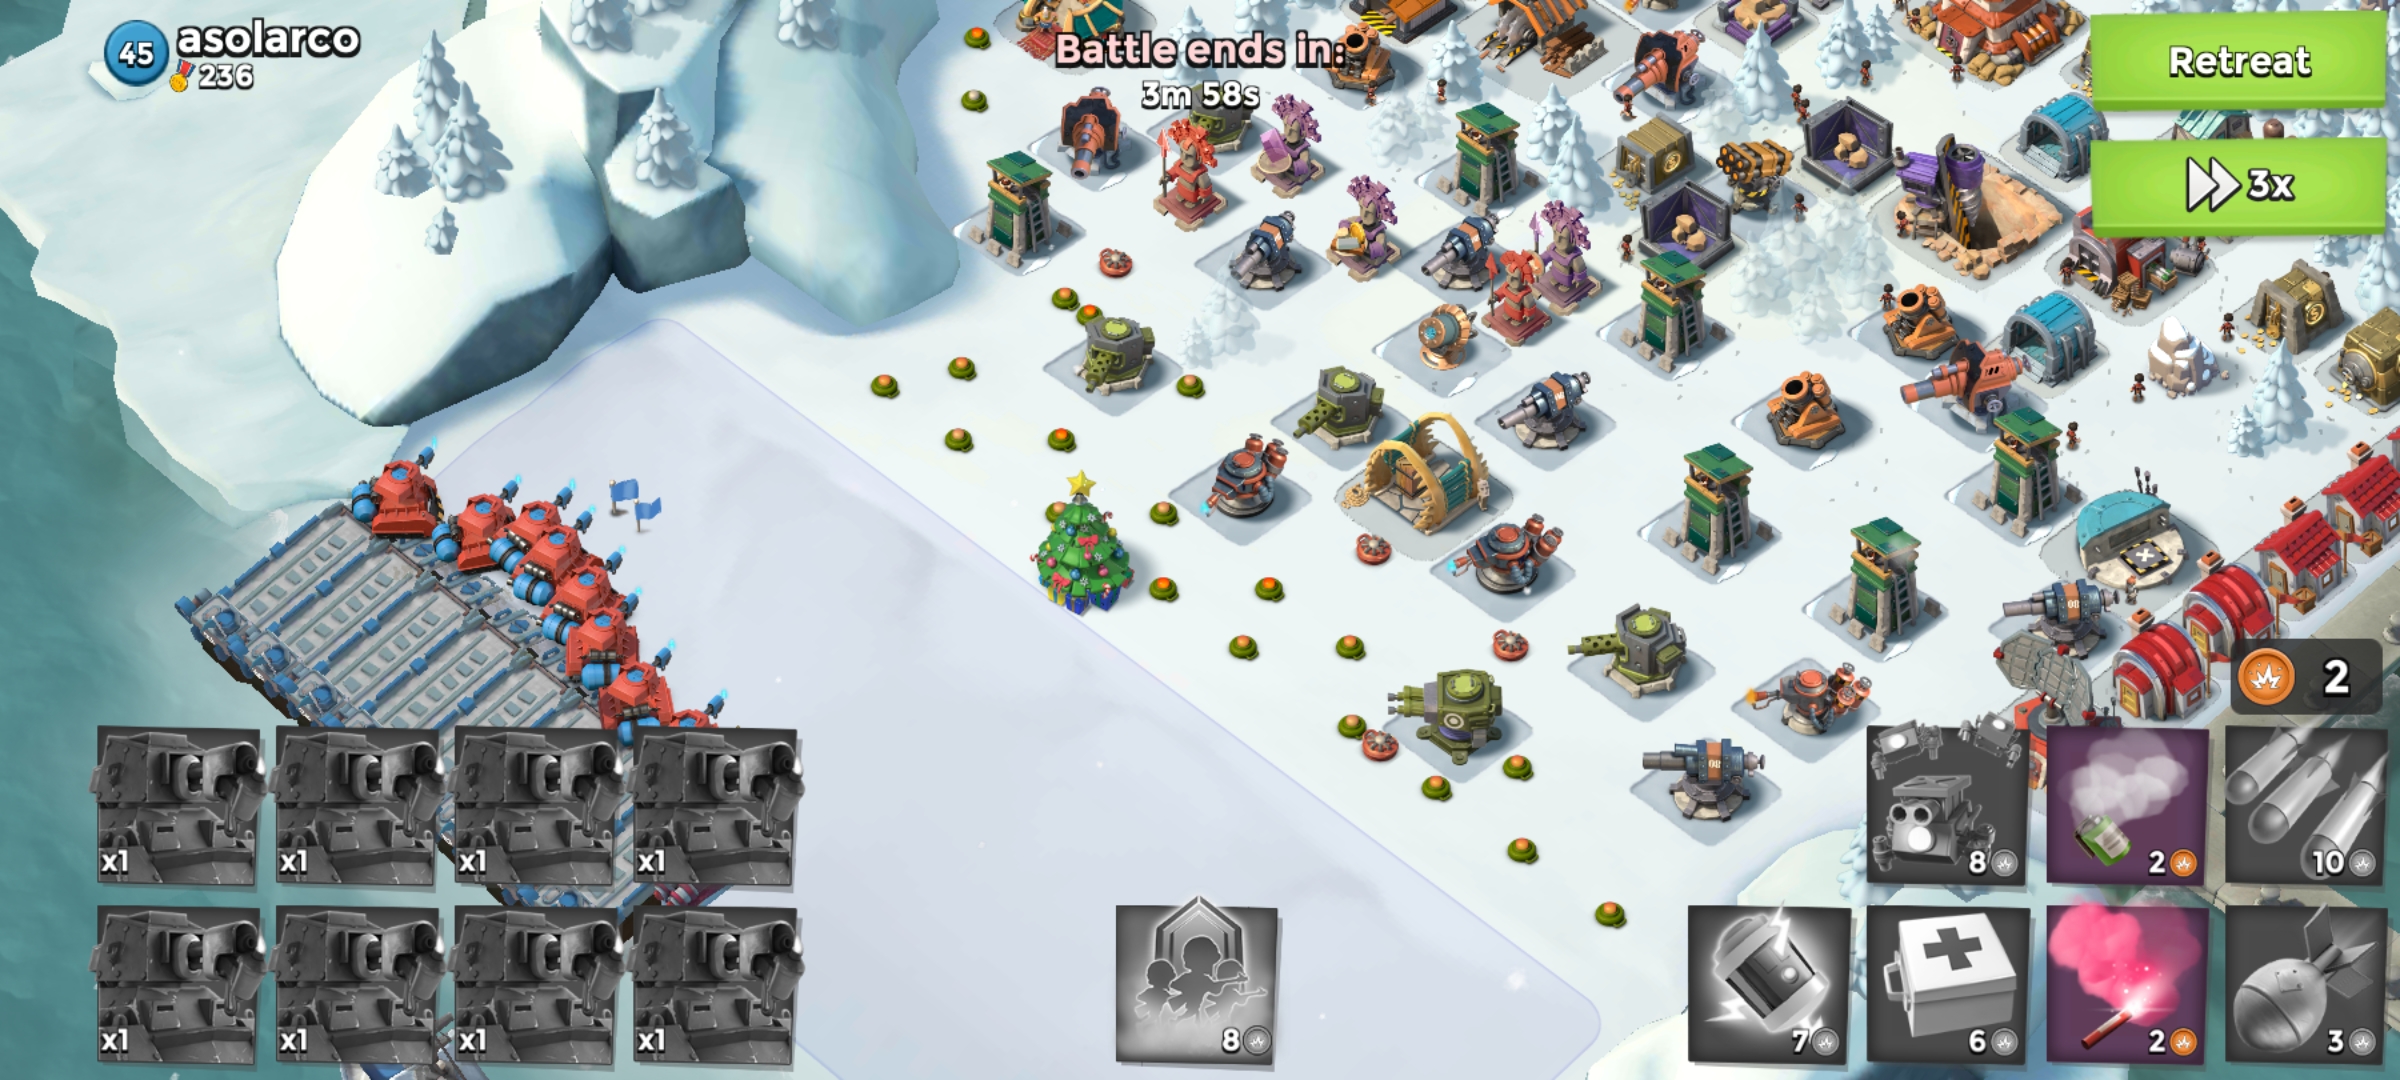 45 asolarco
236
Battle ends in:
3m 58s
Retreat
3x
2
x1 x1 x1 x1
8 2 10
x1 x1 x1 x1
8
7 6 2 3